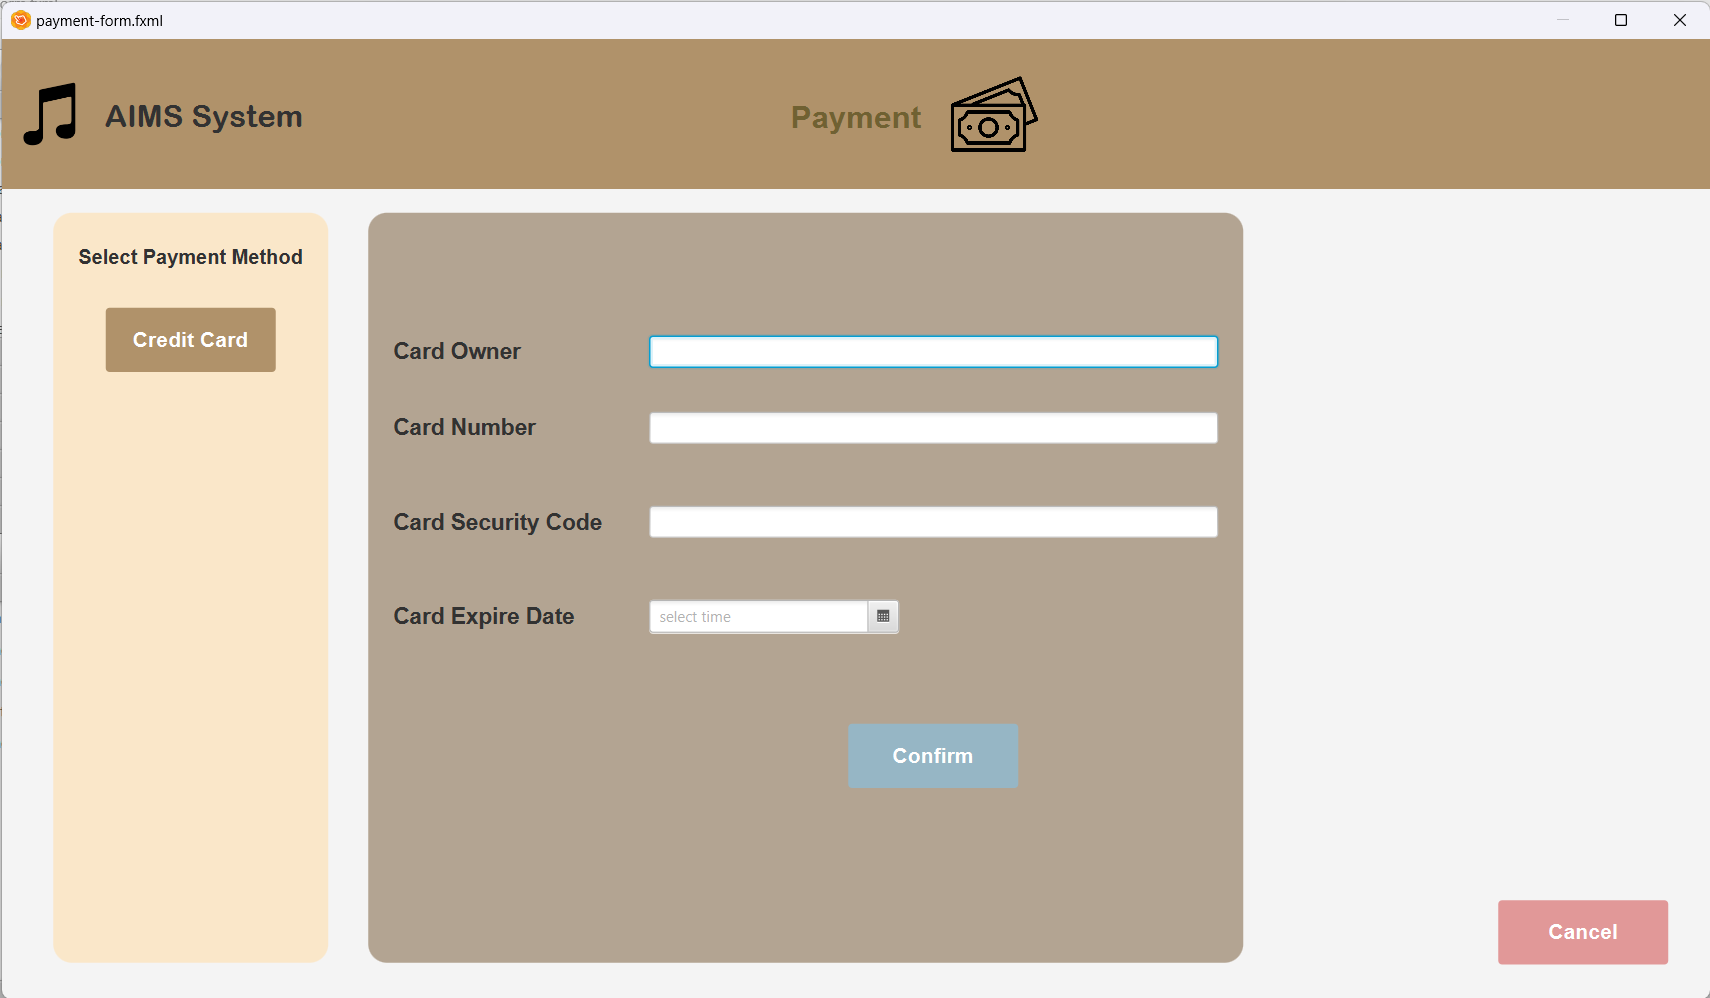 payment-form.fxml
AIMS System
Payment
Select Payment Method
Credit Card
Card Owner
Card Number
Card Security Code
Card Expire Date
select time
Confirm
Cancel